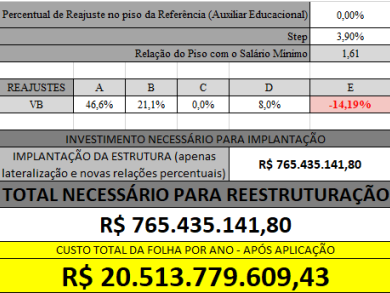 Percentual de Reajuste no piso da Referência (Auxiliar Educacional) 0,00%
Step 3,90%
Relação do Piso com o Salário Mínimo 1,61
REAJUSTES A B C D E
VB 46,6% 21,1% 0,0% 8,0% -14,19%
INVESTIMENTO NECESSÁRIO PARA IMPLANTAÇÃO
IMPLANTAÇÃO DA ESTRUTURA (apenas
lateralização e novas relações percentuais) R$ 765.435.141,80
TOTAL NECESSÁRIO PARA REESTRUTURAÇÃO
R$ 765.435.141,80
CUSTO TOTAL DA FOLHA POR ANO - APÓS APLICAÇÃO
R$ 20.513.779.609,43